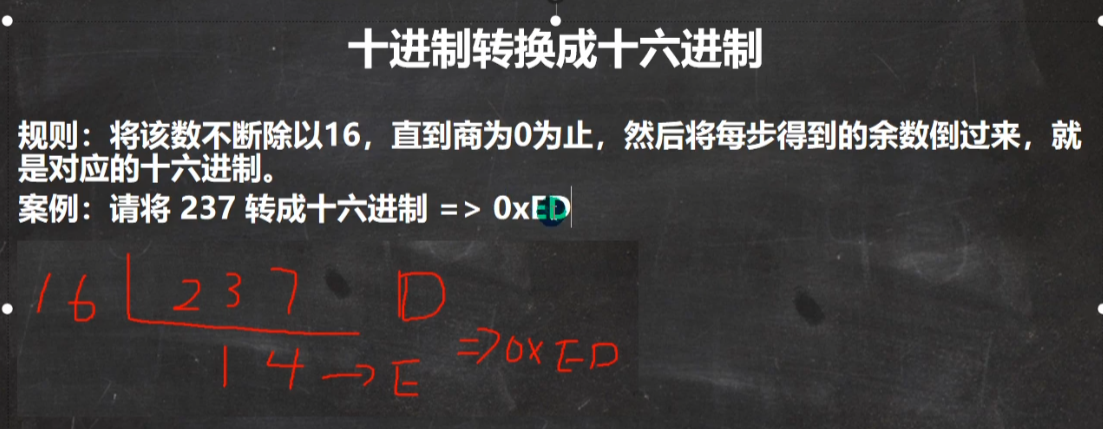 十进制转换成十六进制
规则：将该数不断除以16，直到商为0为止，然后将每步得到的余数倒过来，就
是对应的十六进制。
案例：请将 237 转成十六进制 => 0xED
16 237 D
14 → E => 0x ED